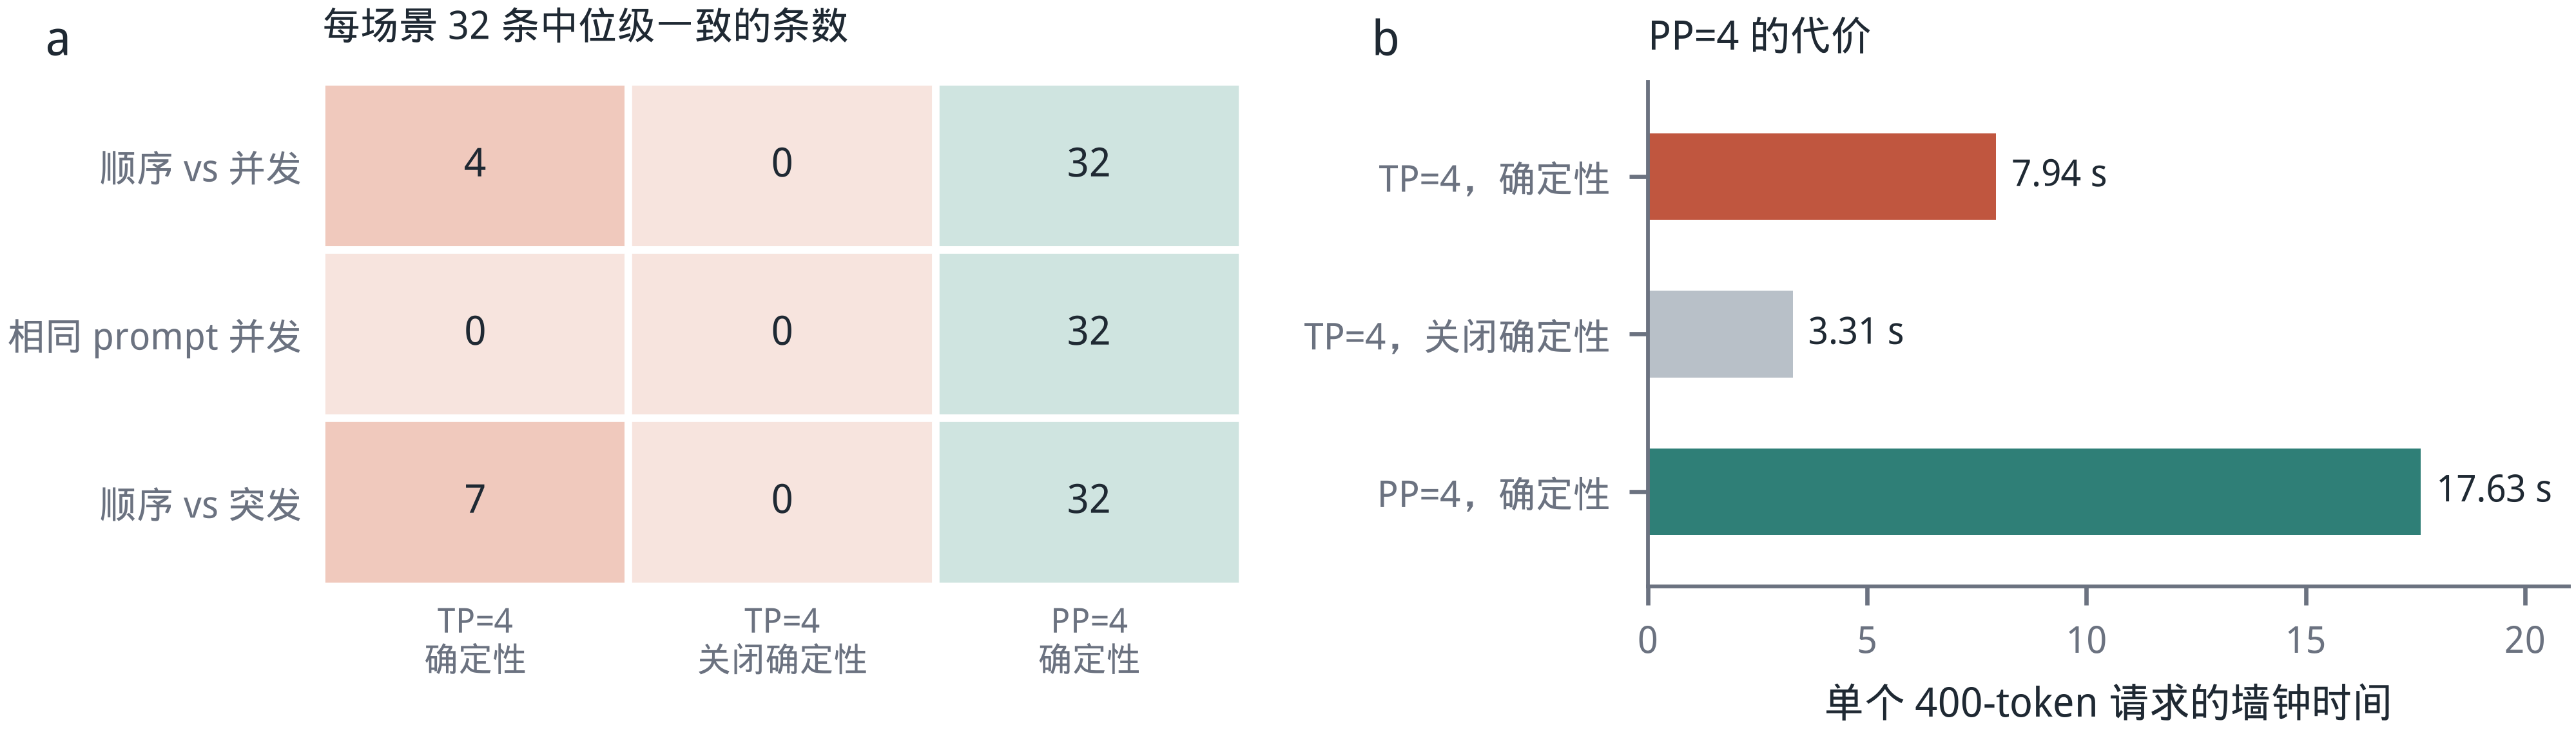 a
每场景 32 条中位级一致的条数
顺序 vs 并发
4
0
32
相同 prompt 并发
0
0
32
顺序 vs 突发
7
0
32
TP=4
确定性
TP=4
关闭确定性
PP=4
确定性
b
PP=4 的代价
TP=4，确定性
7.94 s
TP=4，关闭确定性
3.31 s
PP=4，确定性
17.63 s
0
5
10
15
20
单个 400-token 请求的墙钟时间